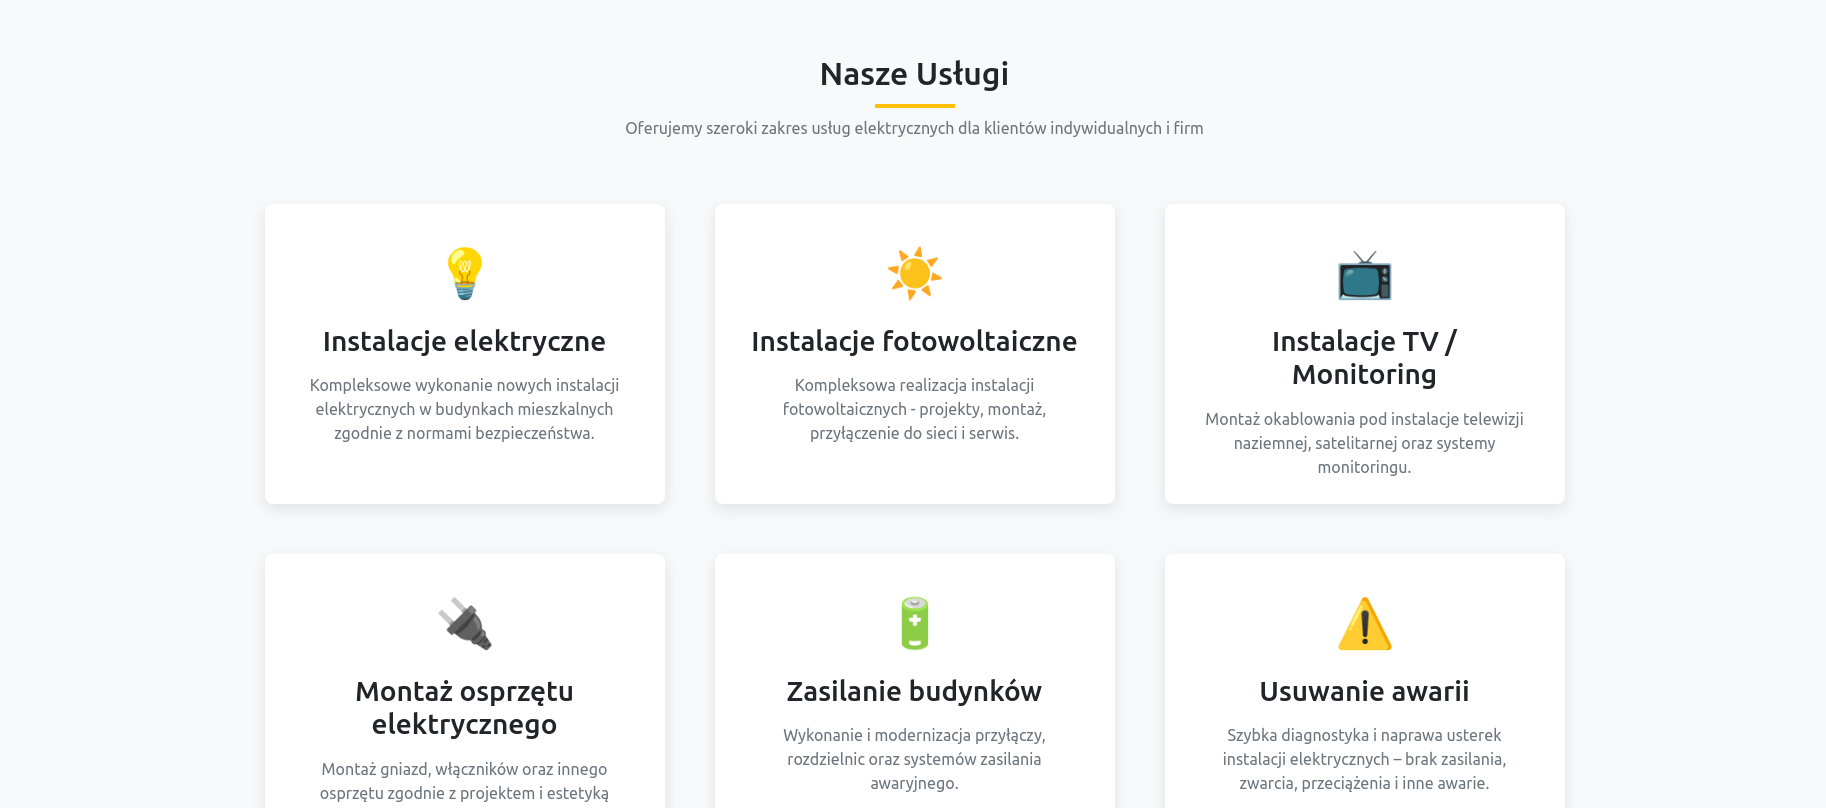 Nasze Usługi
Oferujemy szeroki zakres usług elektrycznych dla klientów indywidualnych i firm
Instalacje elektryczne
Kompleksowe wykonanie nowych instalacji
elektrycznych w budynkach mieszkalnych
zgodnie z normami bezpieczeństwa.
Instalacje fotowoltaiczne
Kompleksowa realizacja instalacji
fotowoltaicznych - projekty, montaż,
przyłączenie do sieci i serwis.
Instalacje TV /
Monitoring
Montaż okablowania pod instalacje telewizji
naziemnej, satelitarnej oraz systemy
monitoringu.
Montaż osprzętu
elektrycznego
Montaż gniazd, włączników oraz innego
osprzętu zgodnie z projektem i estetyką
Zasilanie budynków
Wykonanie i modernizacja przyłączy,
rozdzielnic oraz systemów zasilania
awaryjnego.
Usuwanie awarii
Szybka diagnostyka i naprawa usterek
instalacji elektrycznych – brak zasilania,
zwarcia, przeciążenia i inne awarie.